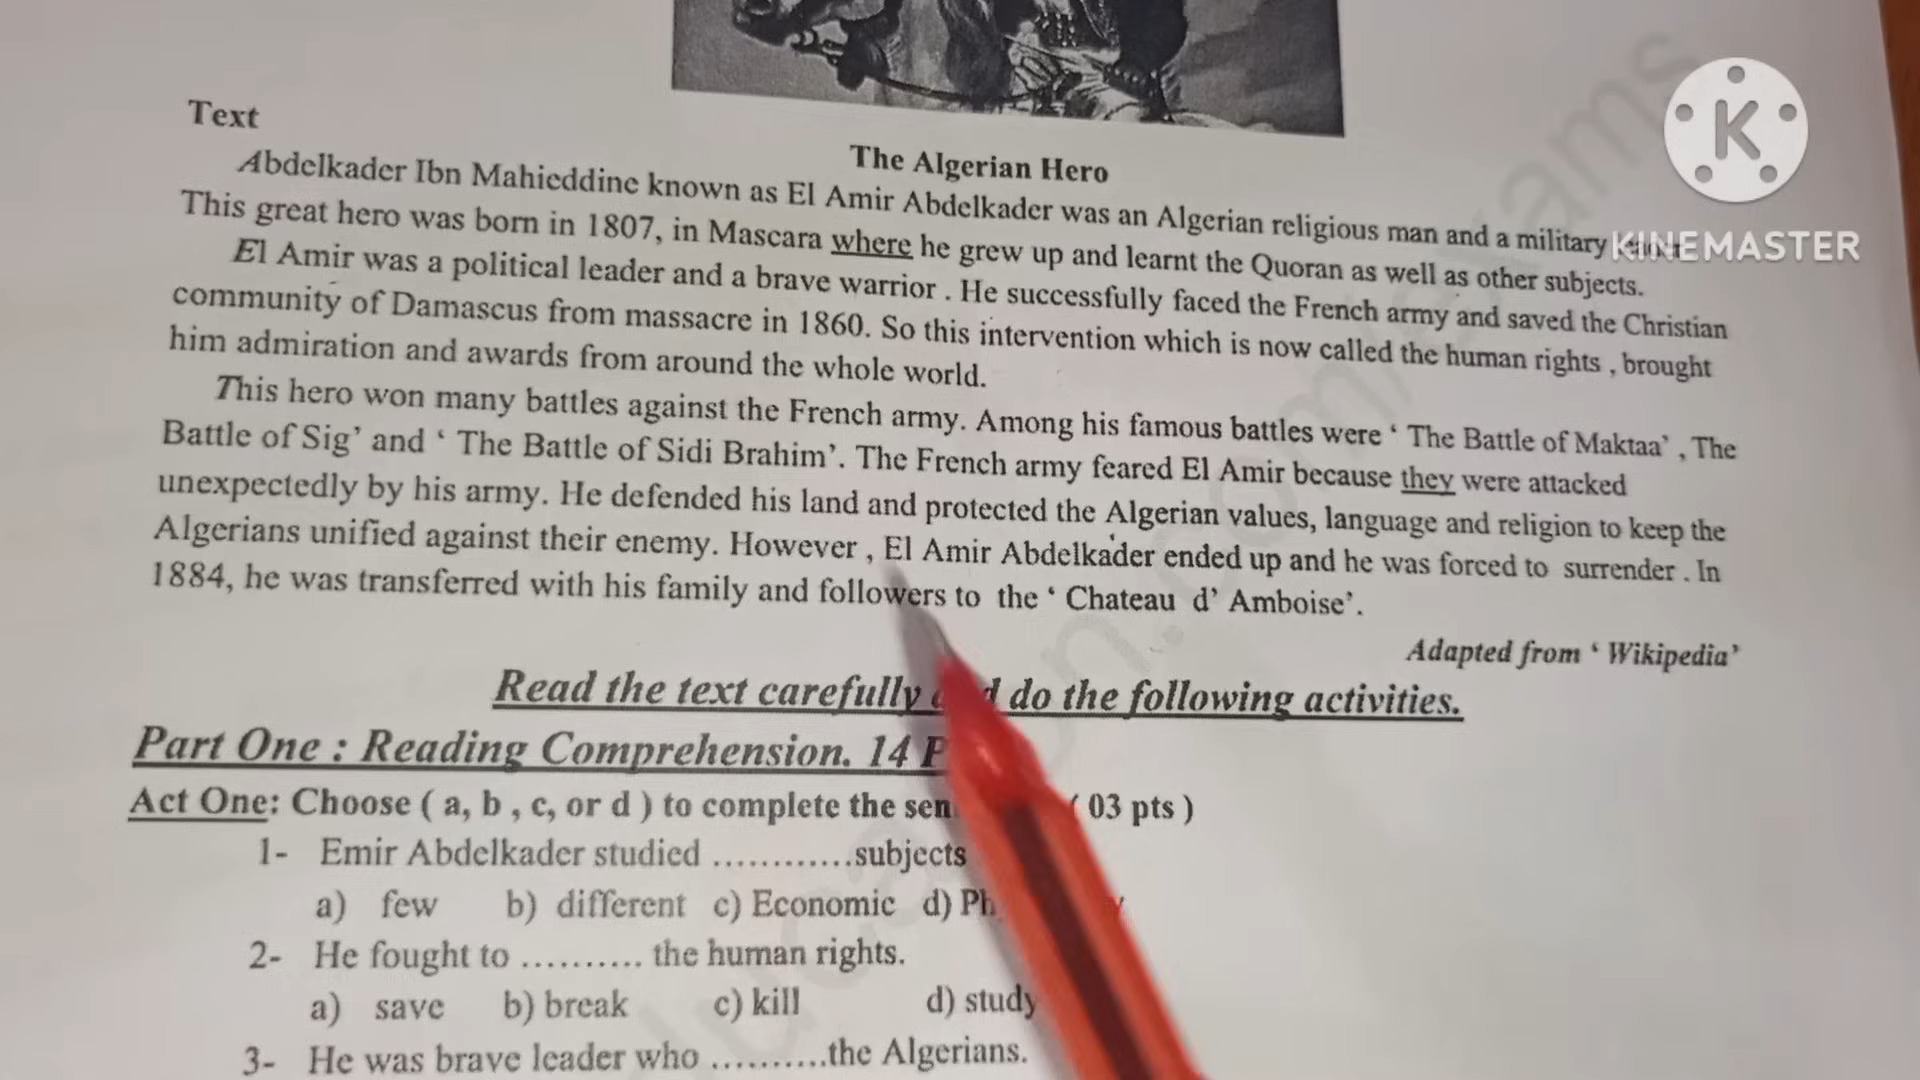 KINEMASTER
Text
The Algerian Hero
Abdelkader Ibn Mahieddine known as El Amir Abdelkader was an Algerian religious man and a military
This great hero was born in 1807, in Mascara where he grew up and learnt the Quoran as well as other subjects.
El Amir was a political leader and a brave warrior . He successfully faced the French army and saved the Christian
community of Damascus from massacre in 1860. So this intervention which is now called the human rights , brought
him admiration and awards from around the whole world.
This hero won many battles against the French army. Among his famous battles were ‘ The Battle of Maktaa’ , The
Battle of Sig’ and ‘ The Battle of Sidi Brahim’. The French army feared El Amir because they were attacked
unexpectedly by his army. He defended his land and protected the Algerian values, language and religion to keep the
Algerians unified against their enemy. However , El Amir Abdelkader ended up and he was forced to surrender . In
1884, he was transferred with his family and followers to the ‘ Chateau d’ Amboise’.
Adapted from ‘ Wikipedia’
Read the text carefully do the following activities.
Part One : Reading Comprehension. 14
Act One: Choose ( a, b , c, or d ) to complete the ( 03 pts )
1- Emir Abdelkader studied ............subjects
a) few b) different c) Economic d)
2- He fought to .......... the human rights.
a) save b) break c) kill d) study
3- He was brave leader who ..........the Algerians.